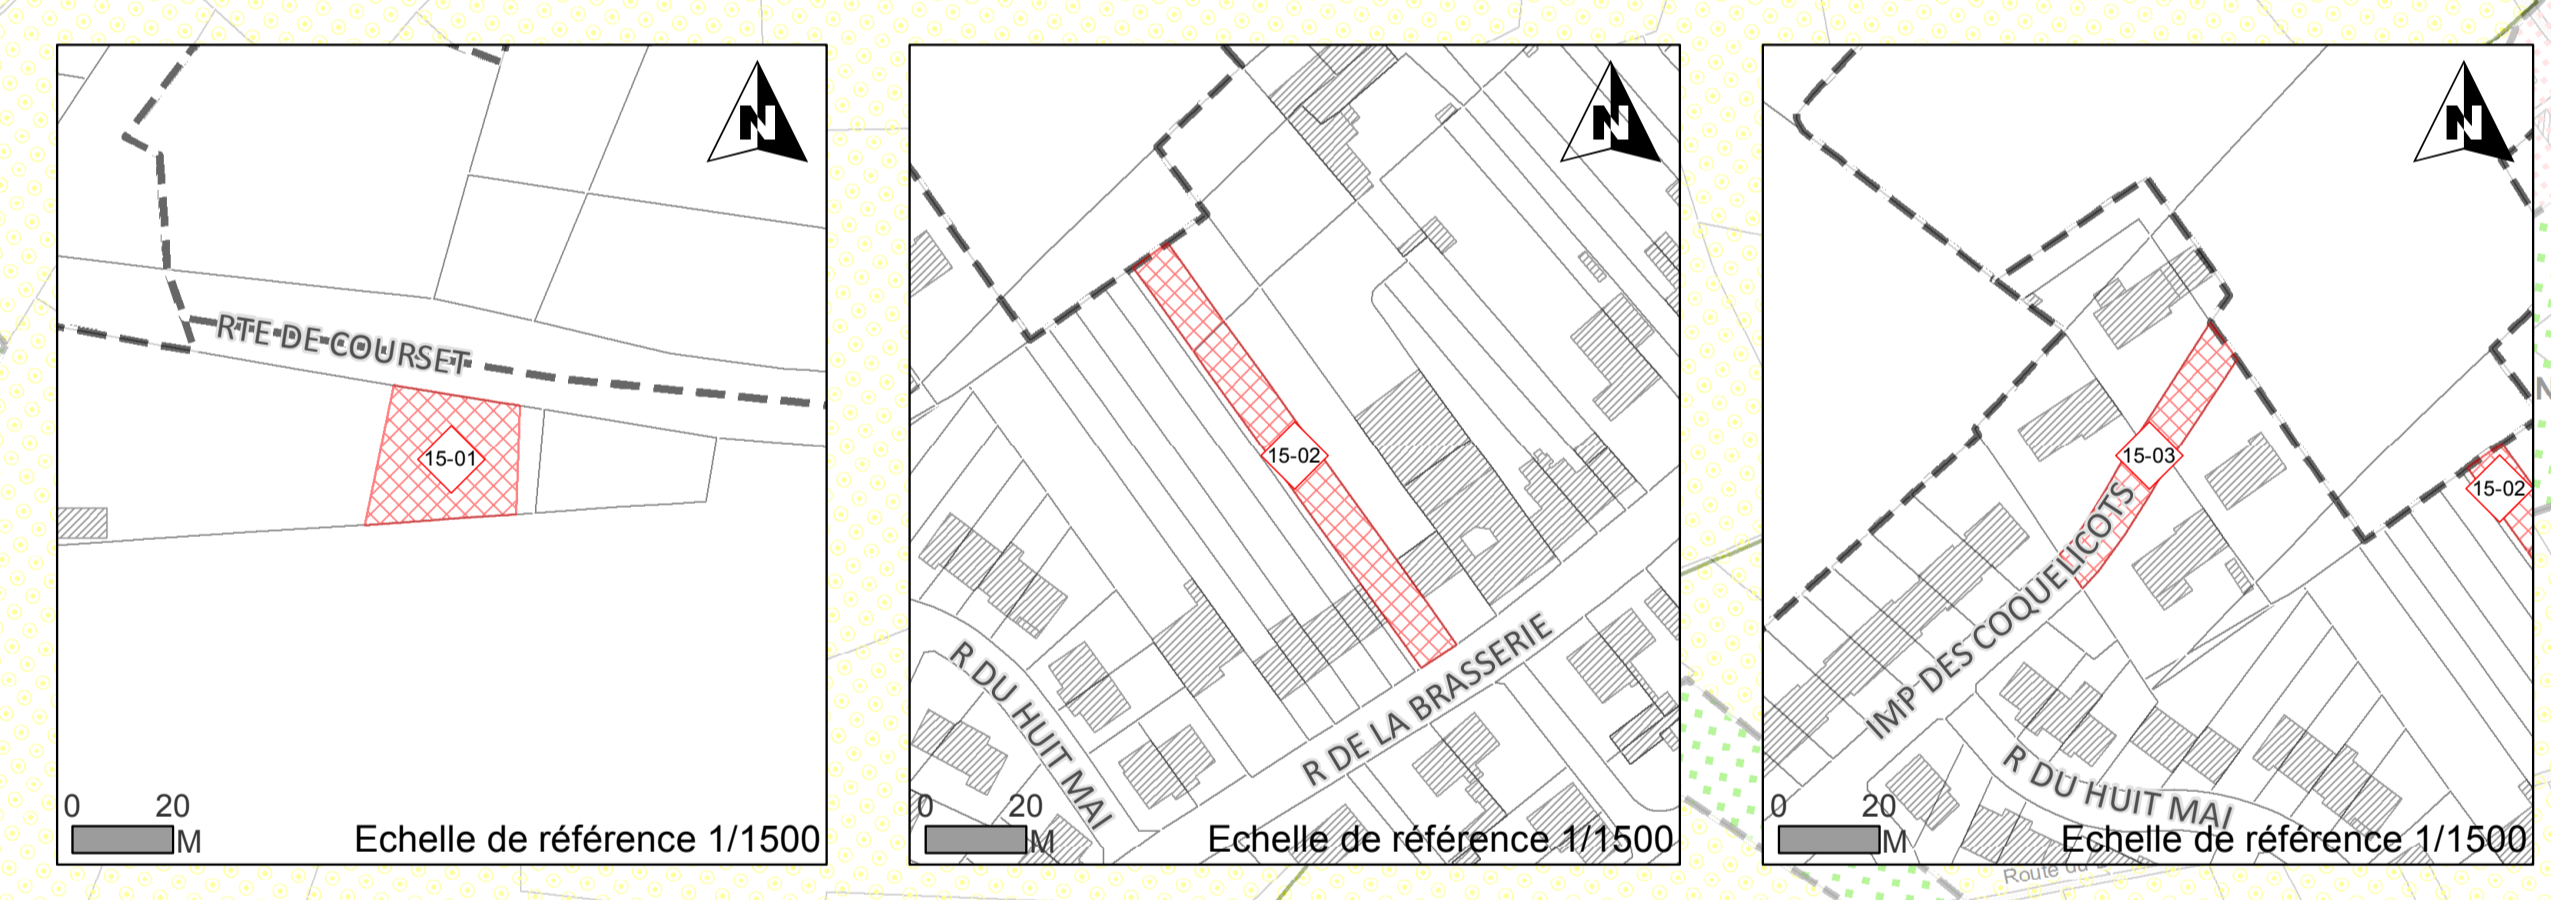 N
RTE DE COURSET
15-01
0 20
M
Echelle de référence 1/1500
N
15-02
R DU HUIT MAI
R DE LA BRASSERIE
0 20
M
Echelle de référence 1/1500
N
15-03
15-02
IMP DES COQUELICOTS
R DU HUIT MAI
0 20
M
Echelle de référence 1/1500
Route du
N